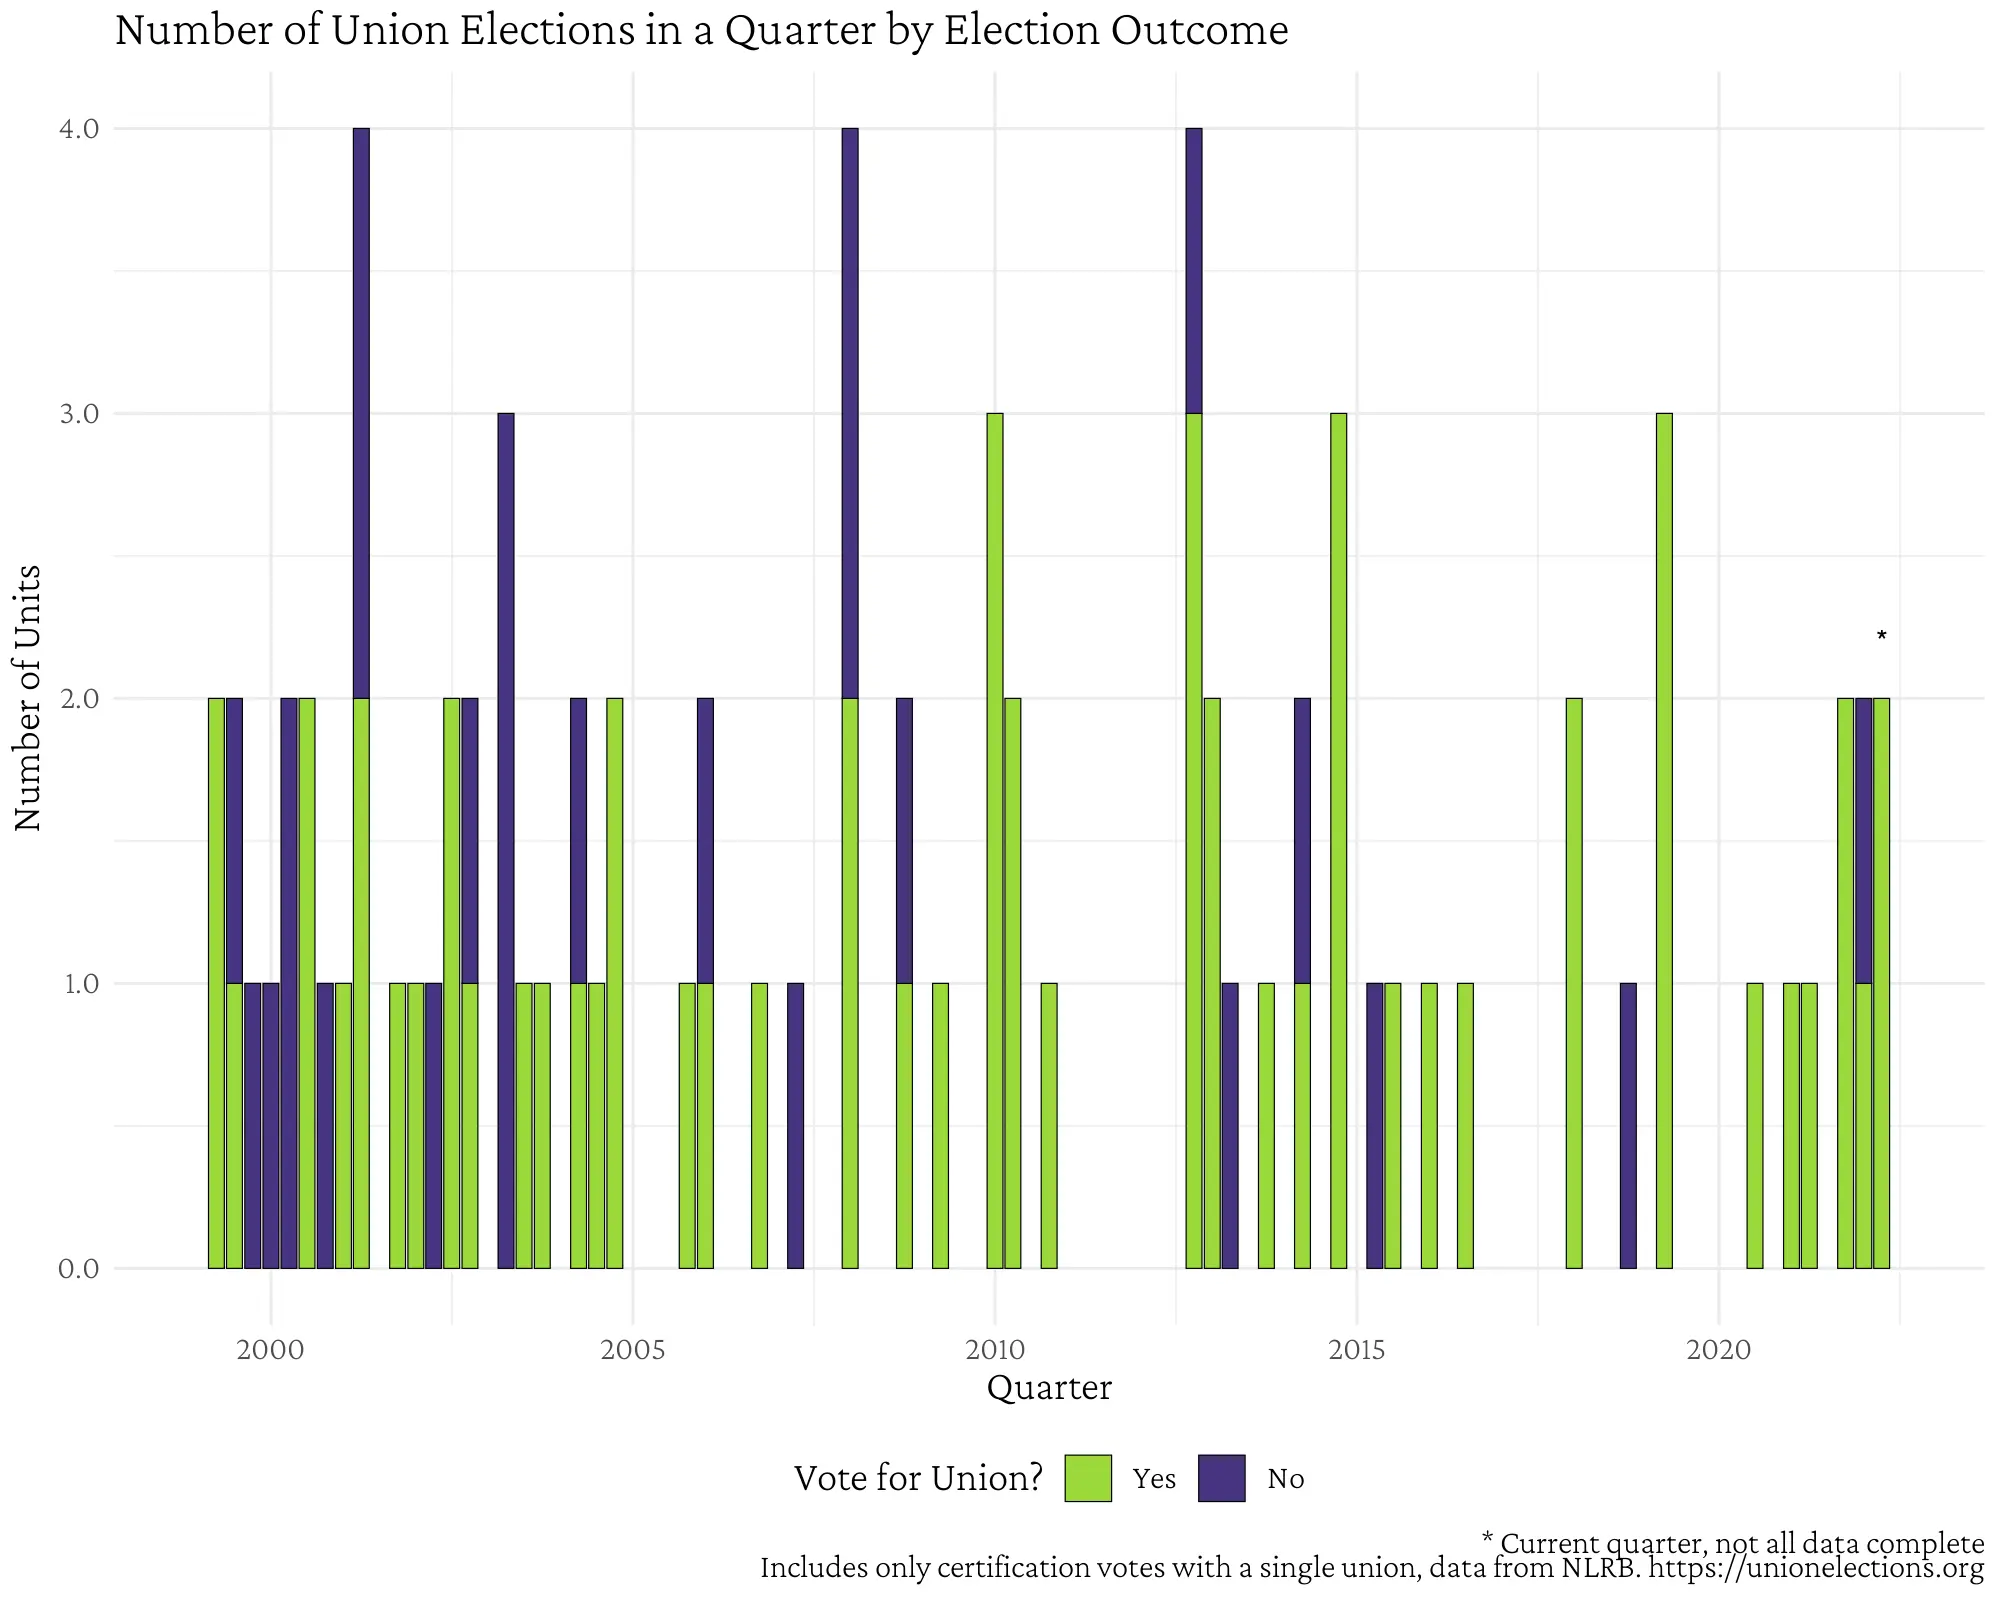 Number of Union Elections in a Quarter by Election Outcome
4.0
3.0
2.0
1.0
0.0
Number of Units
*
2000 2005 2010 2015 2020
Quarter
Vote for Union? Yes No
* Current quarter, not all data complete
Includes only certification votes with a single union, data from NLRB. https://unionelections.org